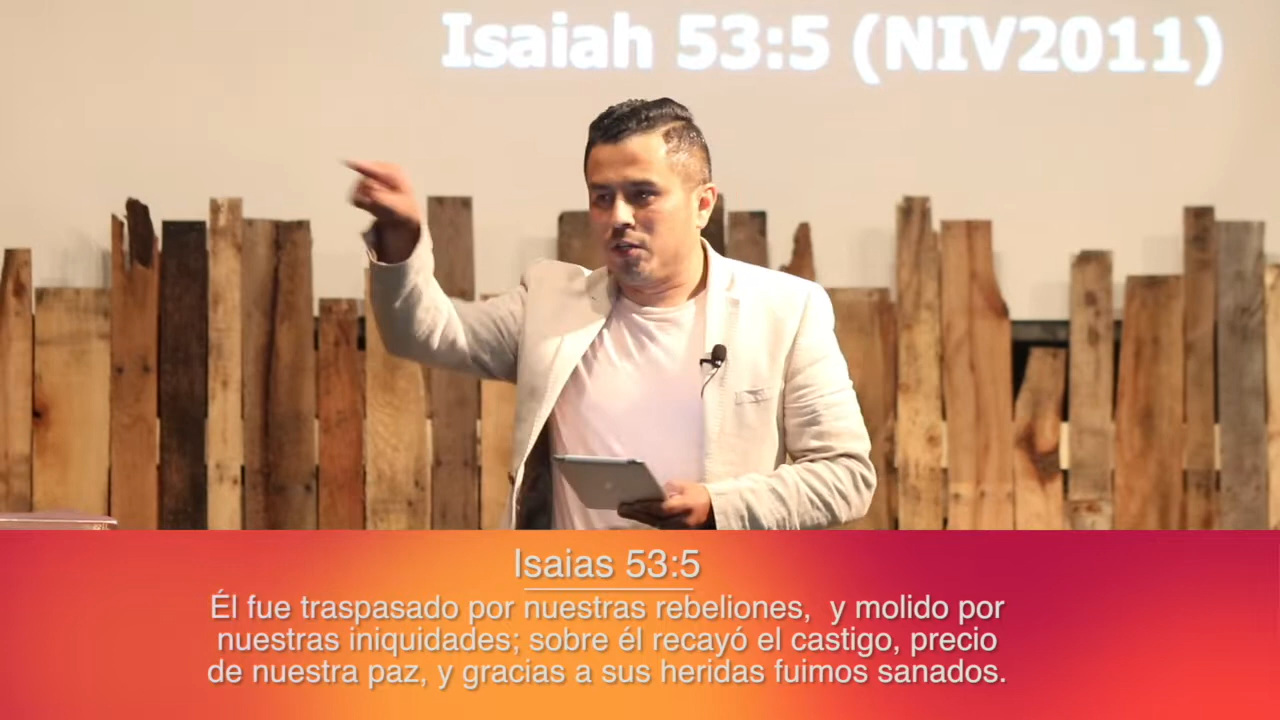 Isaiah 53:5 (NIV2011)
Isaias 53:5
Él fue traspasado por nuestras rebeliones,  y molido por
nuestras iniquidades; sobre él recayó el castigo, precio
de nuestra paz, y gracias a sus heridas fuimos sanados.